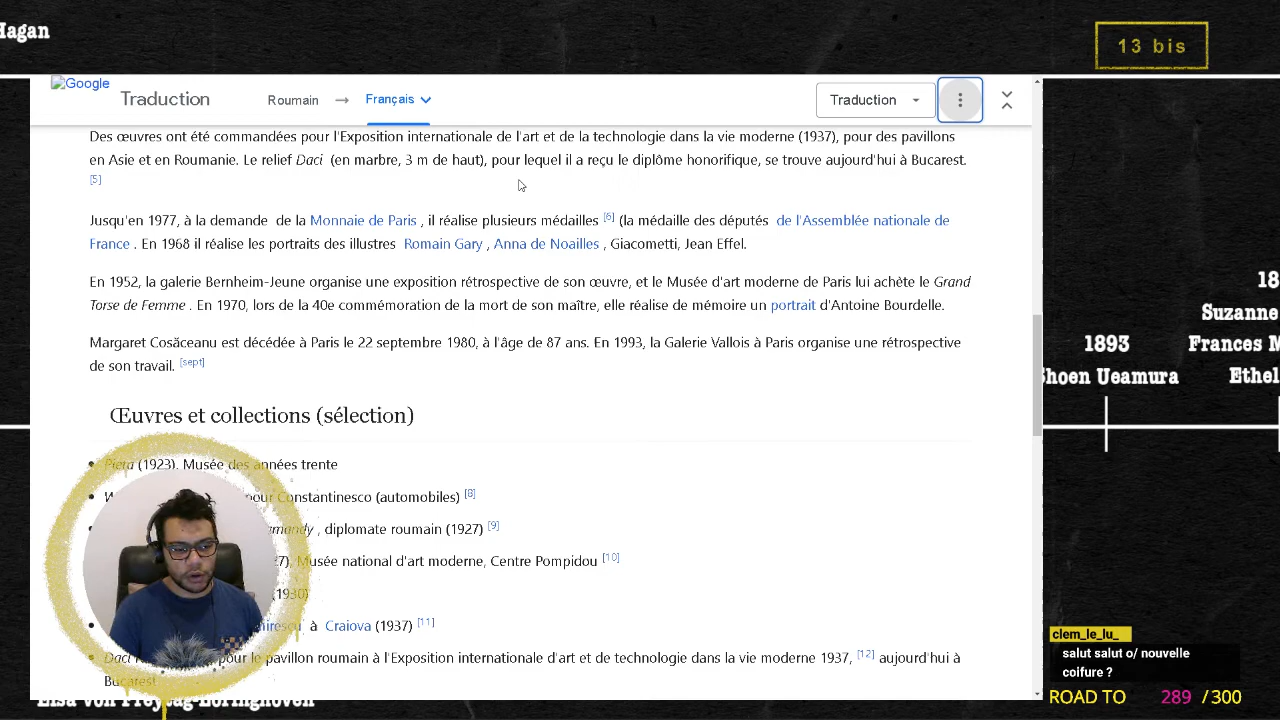 Hagan
13 bis
Google
Traduction
Roumain → Français
Traduction
Des œuvres ont été commandées pour l'Exposition internationale de l'art et de la technologie dans la vie moderne (1937), pour des pavillons
en Asie et en Roumanie. Le relief Daci (en marbre, 3 m de haut), pour lequel il a reçu le diplôme honorifique, se trouve aujourd'hui à Bucarest.
[5]
Jusqu'en 1977, à la demande de la Monnaie de Paris , il réalise plusieurs médailles [6] (la médaille des députés de l'Assemblée nationale de
France . En 1968 il réalise les portraits des illustres Romain Gary , Anna de Noailles , Giacometti, Jean Effel.
En 1952, la galerie Bernheim-Jeune organise une exposition rétrospective de son œuvre, et le Musée d'art moderne de Paris lui achète le Grand
Torse de Femme . En 1970, lors de la 40e commémoration de la mort de son maître, elle réalise de mémoire un portrait d'Antoine Bourdelle.
Margaret Cosăceanu est décédée à Paris le 22 septembre 1980, à l'âge de 87 ans. En 1993, la Galerie Vallois à Paris organise une rétrospective
de son travail. [sept]
Œuvres et collections (sélection)
Pieta (1923), Musée des années trente
pour Constantinesco (automobiles) [8]
, diplomate roumain (1927) [9]
Musée national d'art moderne, Centre Pompidou [10]
(1930)
à Craiova (1937) [11]
Daci pour le pavillon roumain à l'Exposition internationale d'art et de technologie dans la vie moderne 1937, [12] aujourd'hui à
Bucarest
1893
Shoen Ueamura
18
Suzanne
Frances M
Ethel
Elsa von Freytag-Loringhoven
clem_le_lu_
salut salut o/ nouvelle
coifure ?
ROAD TO 289 / 300